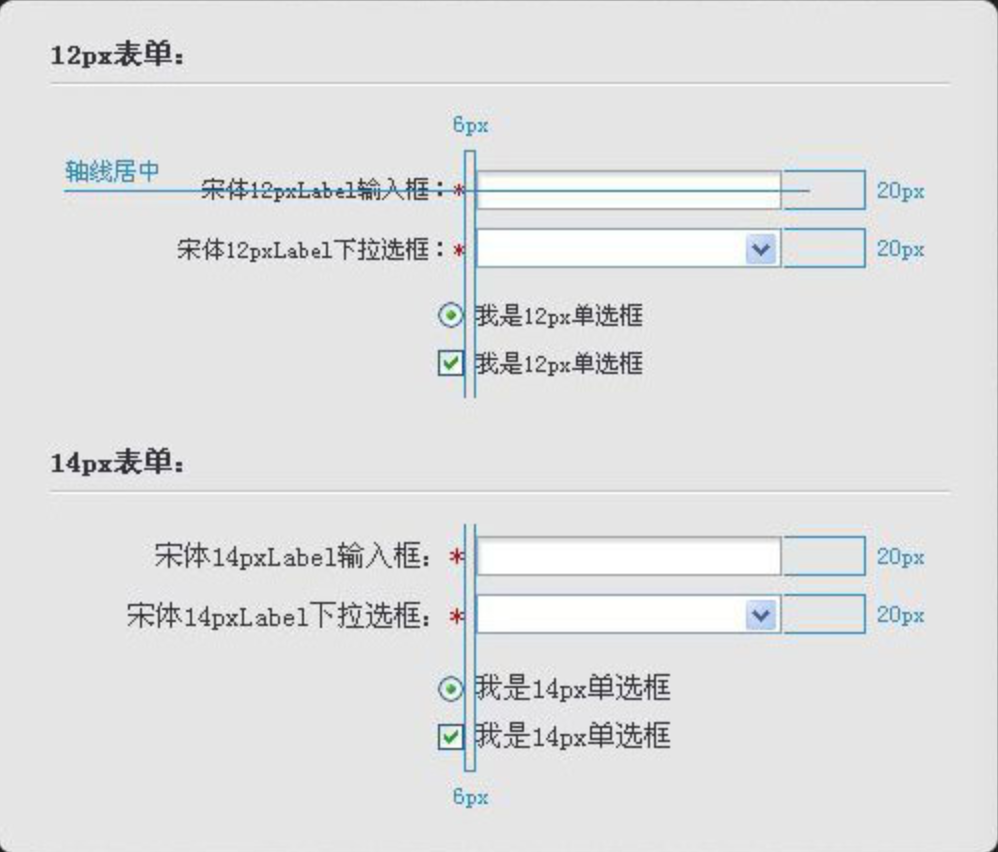 12px表单：
6px
轴线居中
宋体12pxLabel输入框：* 20px
宋体12pxLabel下拉选框：* 20px
我是12px单选框
我是12px单选框
14px表单：
宋体14pxLabel输入框：* 20px
宋体14pxLabel下拉选框：* 20px
我是14px单选框
我是14px单选框
6px